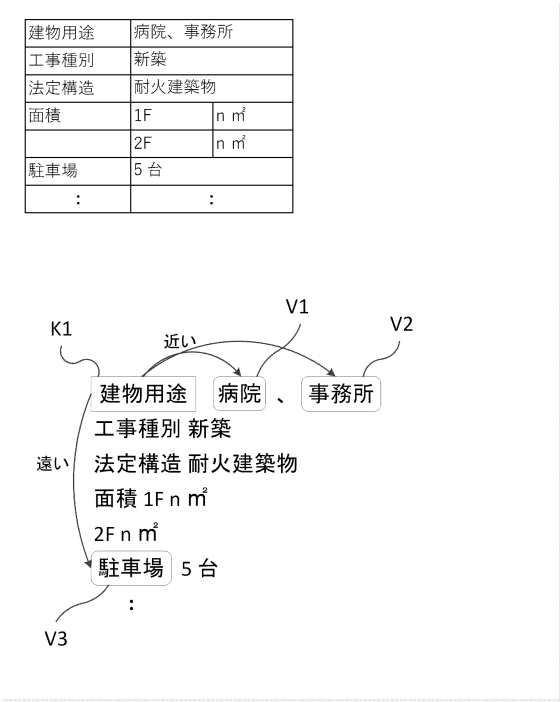 建物用途 病院、事務所
工事種別 新築
法定構造 耐火建築物
面積 1F n ㎡
2F n ㎡
駐車場 5 台
： ：
V1
K1 V2
近い
建物用途 病院 、 事務所
工事種別 新築
遠い 法定構造 耐火建築物
面積 1F n ㎡
2F n ㎡
駐車場 5 台
：
V3